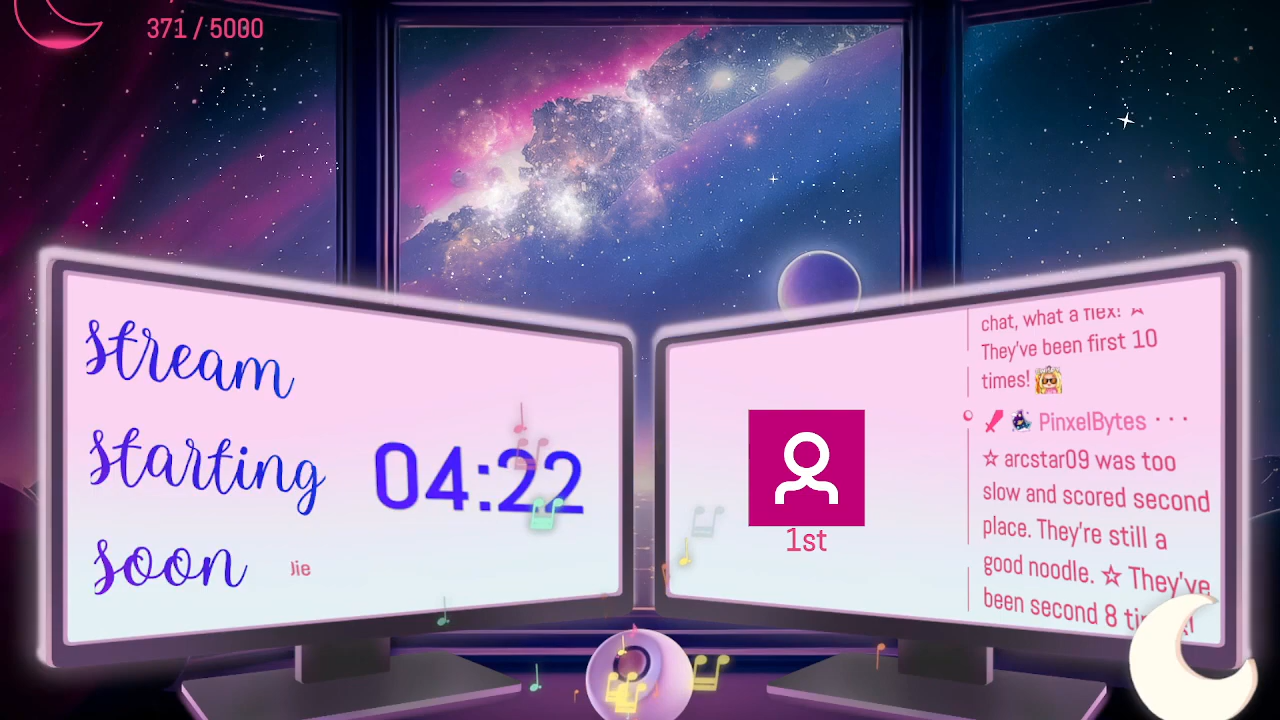 371 / 5000
stream
starting
soon
04:22
1st
chat, what a flex! ☆
They've been first 10
times!
PinxelBytes
☆ arcstar09 was too
slow and scored second
place. They're still a
good noodle. ☆ They've
been second 8